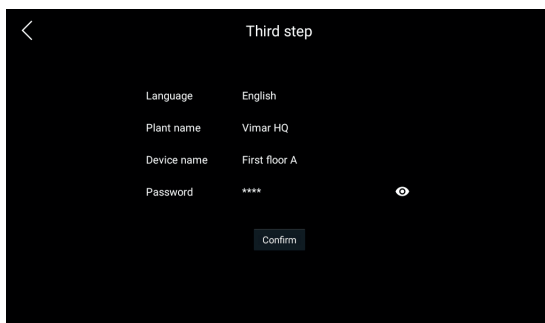 Third step
Language English
Plant name Vimar HQ
Device name First floor A
Password ****
Confirm